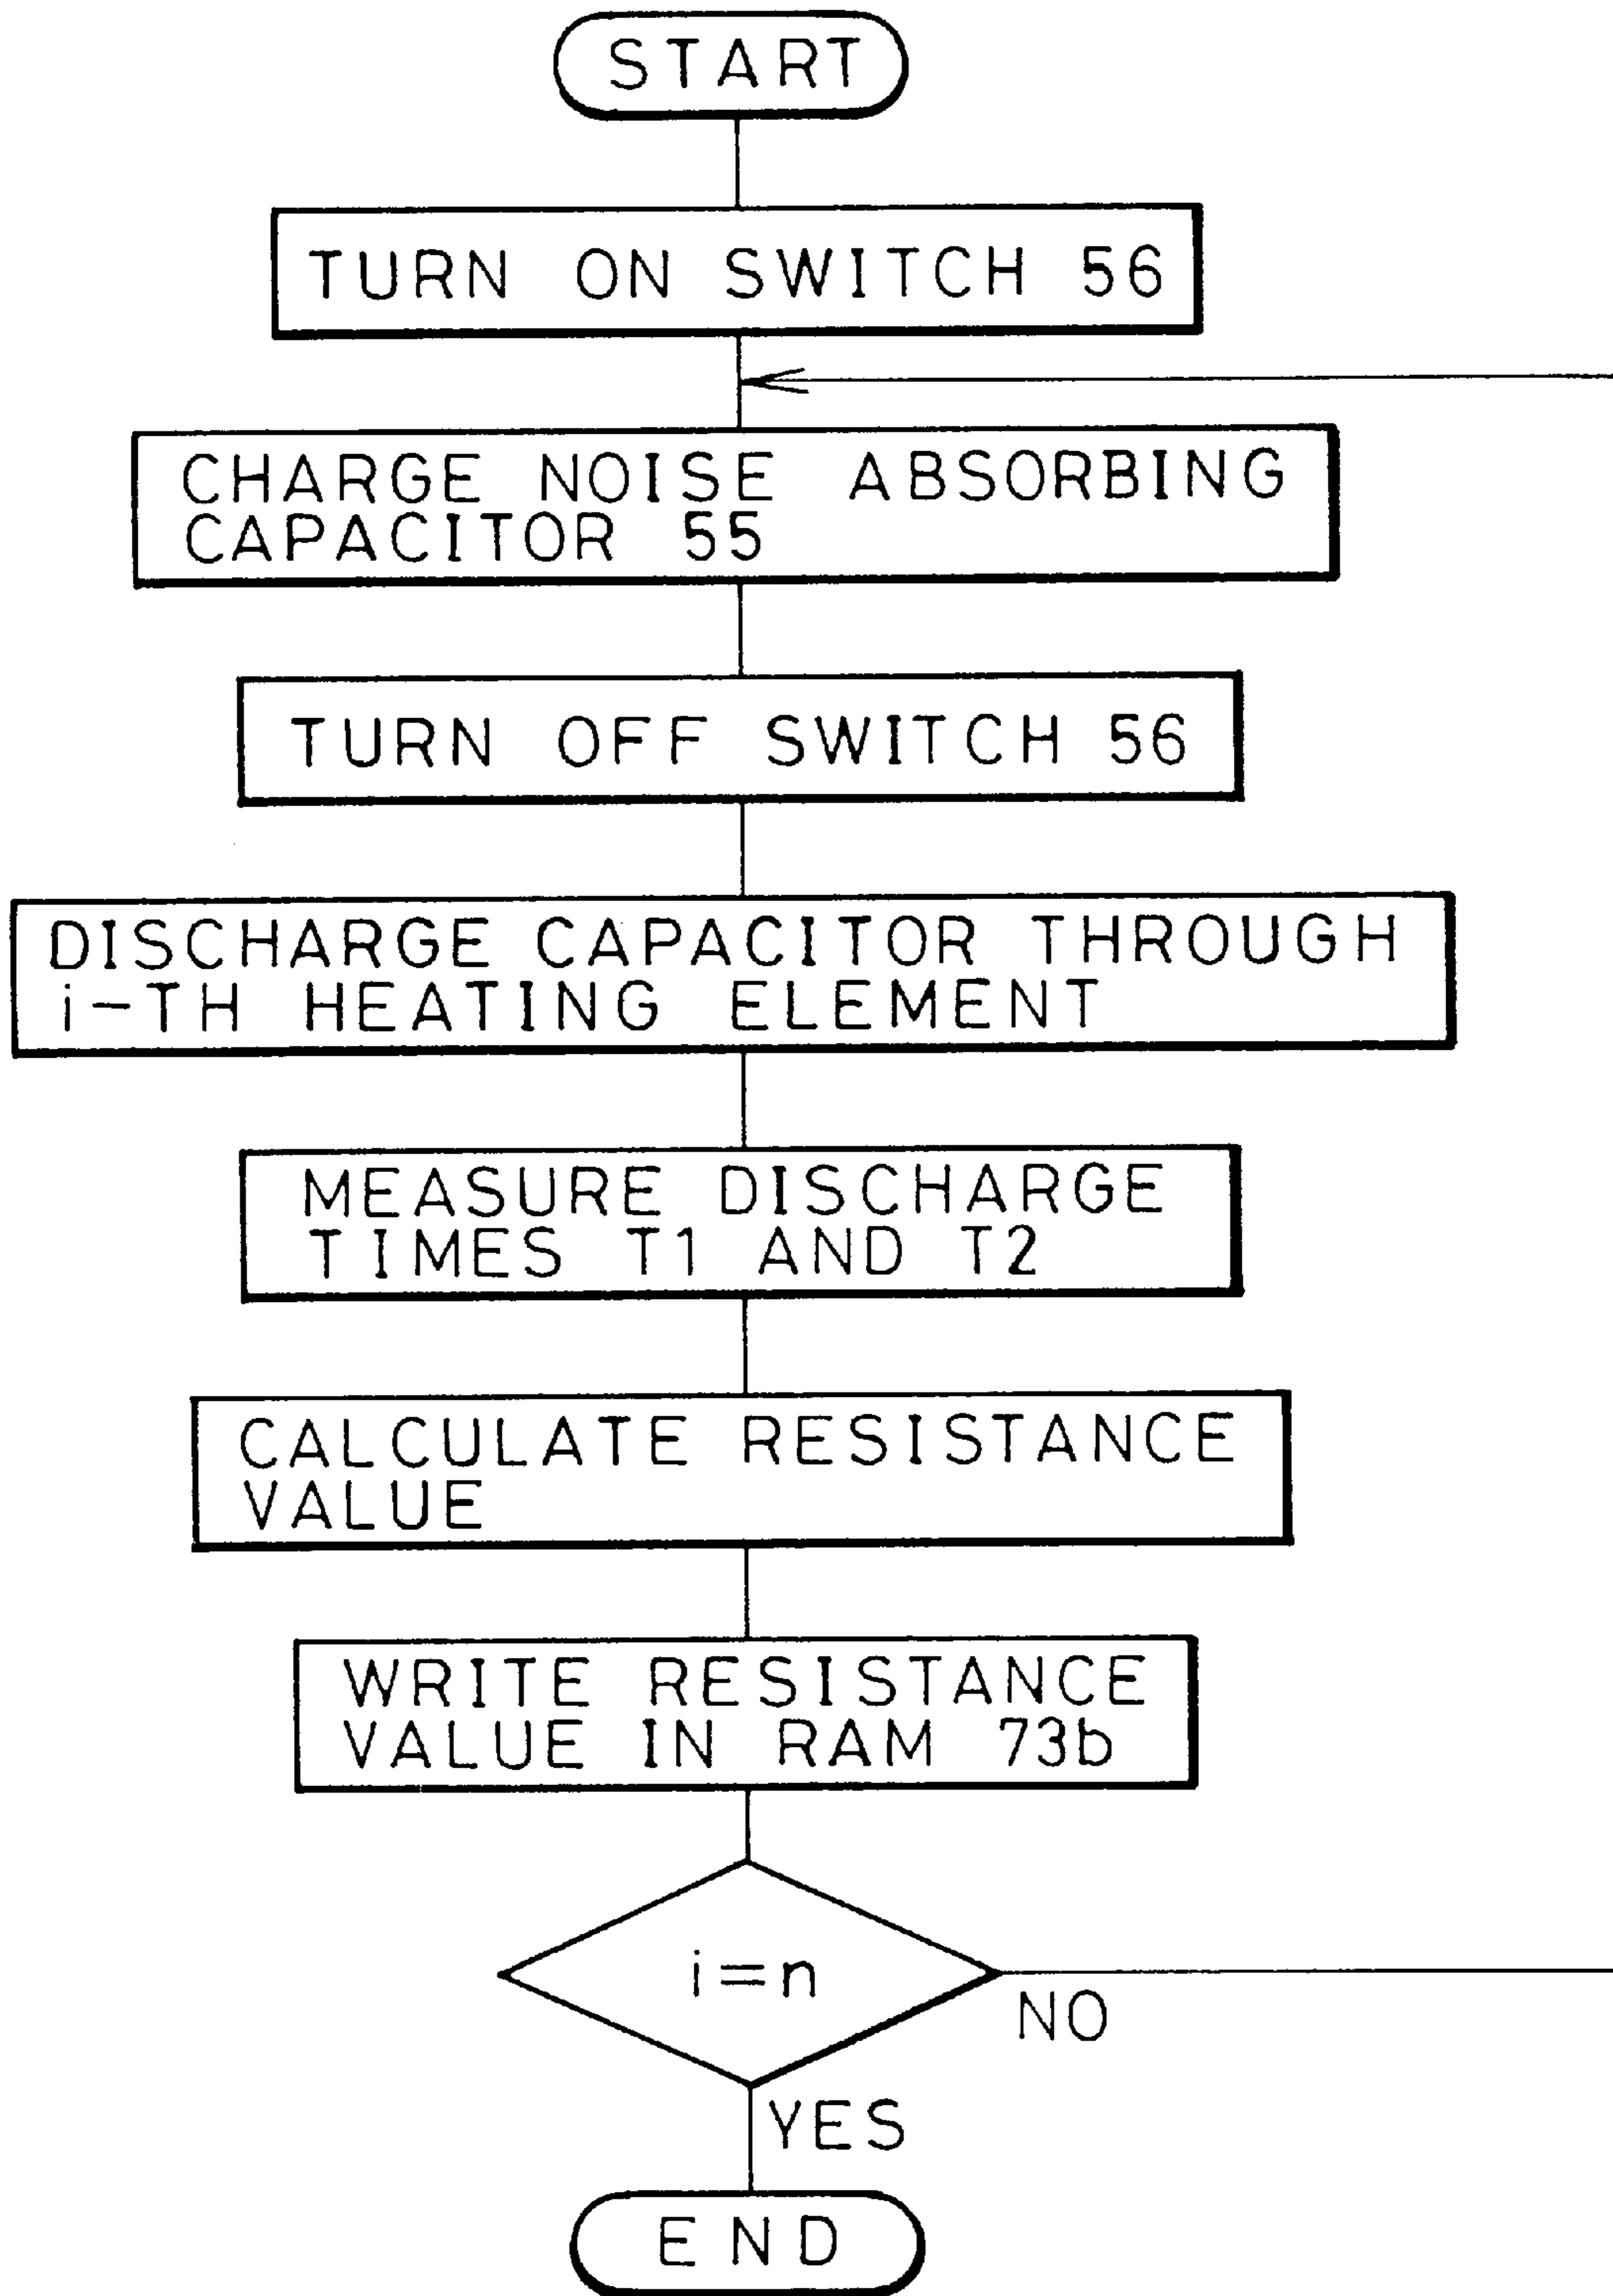 START
TURN ON SWITCH 56
CHARGE NOISE ABSORBING
CAPACITOR 55
TURN OFF SWITCH 56
DISCHARGE CAPACITOR THROUGH
i-TH HEATING ELEMENT
MEASURE DISCHARGE
TIMES T1 AND T2
CALCULATE RESISTANCE
VALUE
WRITE RESISTANCE
VALUE IN RAM 73b
i=n
NO
YES
END